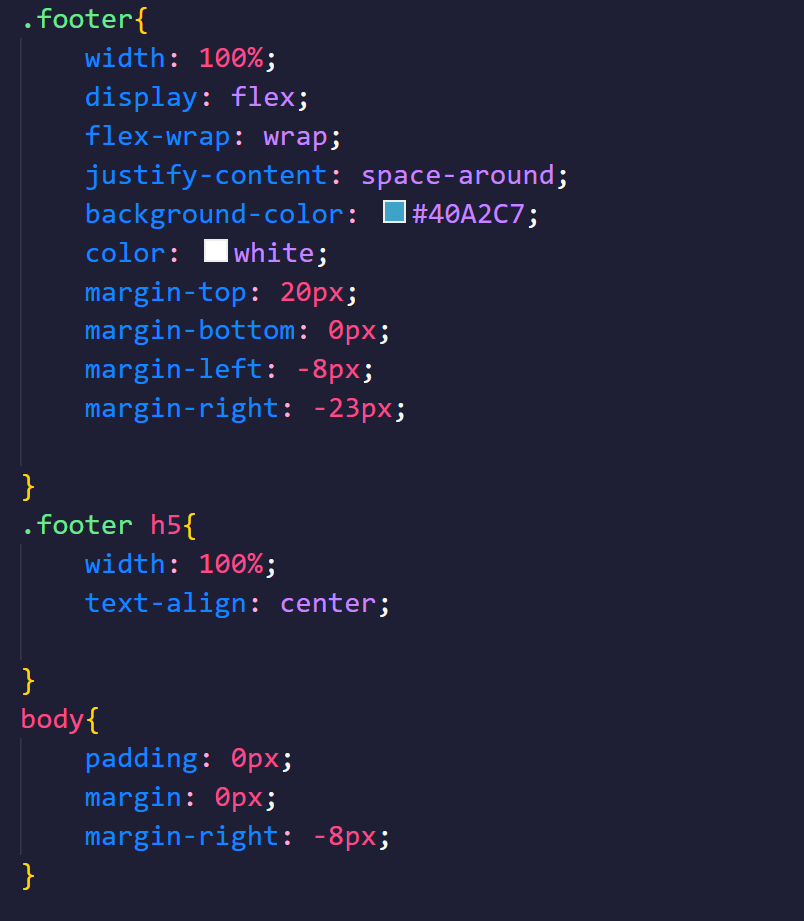 .footer{
    width: 100%;
    display: flex;
    flex-wrap: wrap;
    justify-content: space-around;
    background-color: #40A2C7;
    color: white;
    margin-top: 20px;
    margin-bottom: 0px;
    margin-left: -8px;
    margin-right: -23px;

}
.footer h5{
    width: 100%;
    text-align: center;

}
body{
    padding: 0px;
    margin: 0px;
    margin-right: -8px;
}